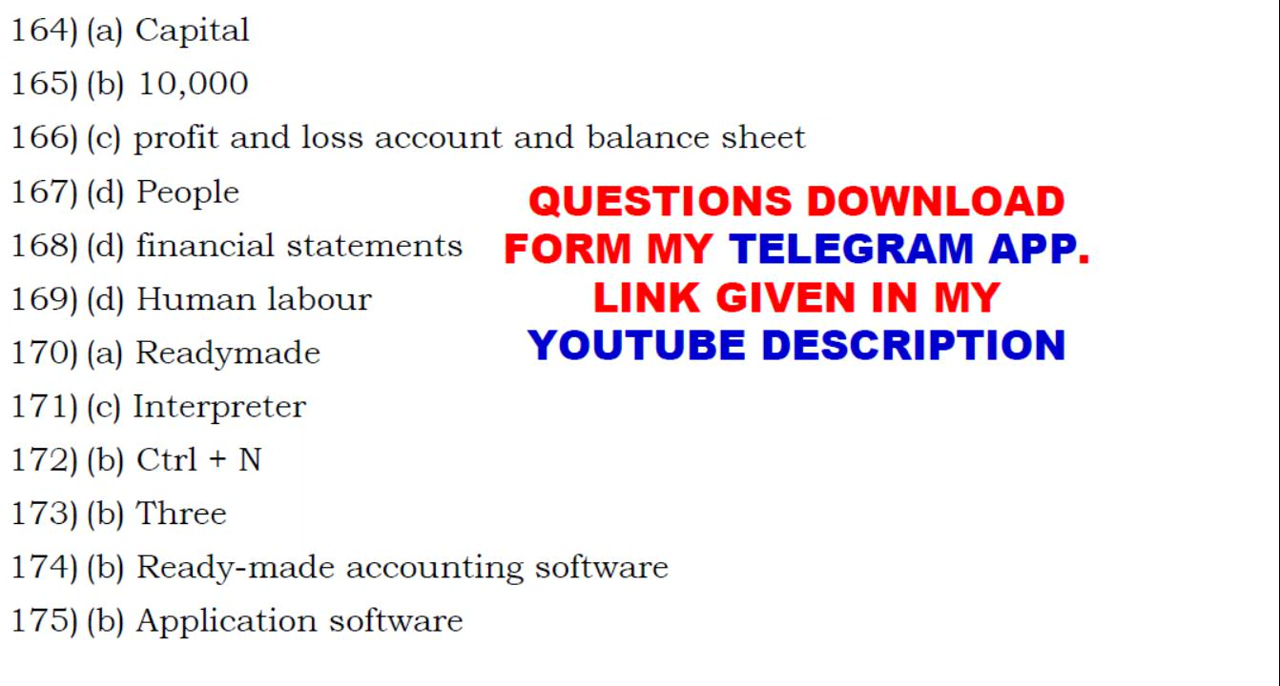 164) (a) Capital
165) (b) 10,000
166) (c) profit and loss account and balance sheet
167) (d) People
168) (d) financial statements
169) (d) Human labour
170) (a) Readymade
171) (c) Interpreter
172) (b) Ctrl + N
173) (b) Three
174) (b) Ready-made accounting software
175) (b) Application software
QUESTIONS DOWNLOAD
FORM MY TELEGRAM APP.
LINK GIVEN IN MY
YOUTUBE DESCRIPTION